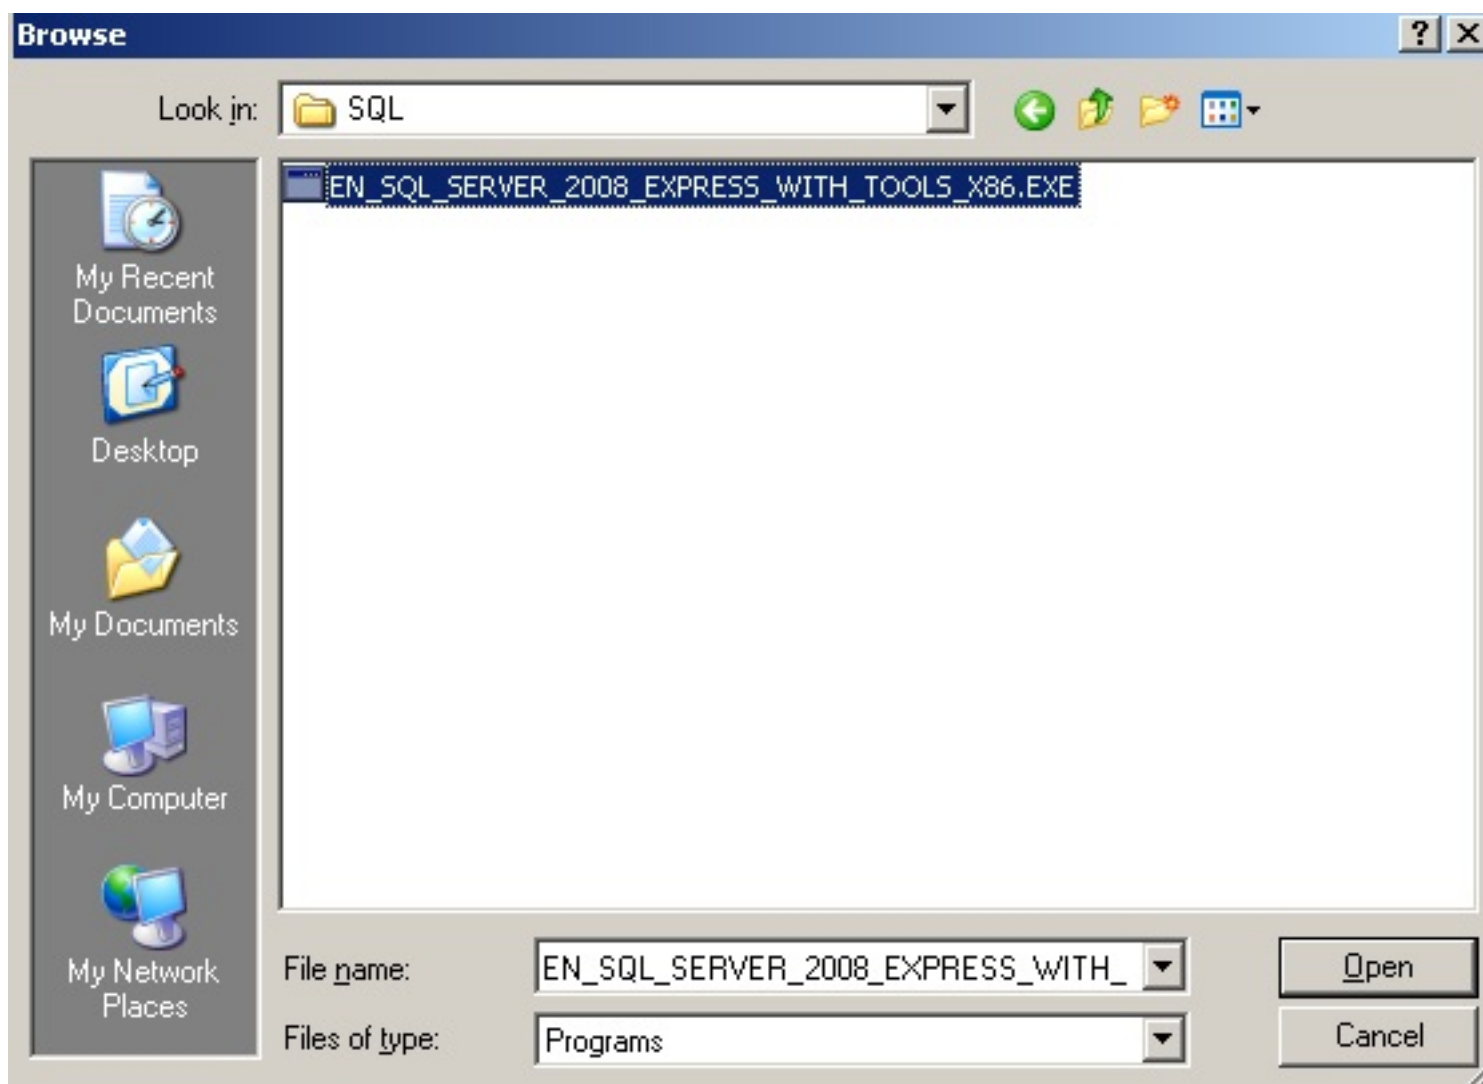 Browse
Look in: SQL
EN_SQL_SERVER_2008_EXPRESS_WITH_TOOLS_X86.EXE
My Recent
Documents
Desktop
My Documents
My Computer
My Network
Places
File name: EN_SQL_SERVER_2008_EXPRESS_WITH_ Open
Files of type: Programs Cancel